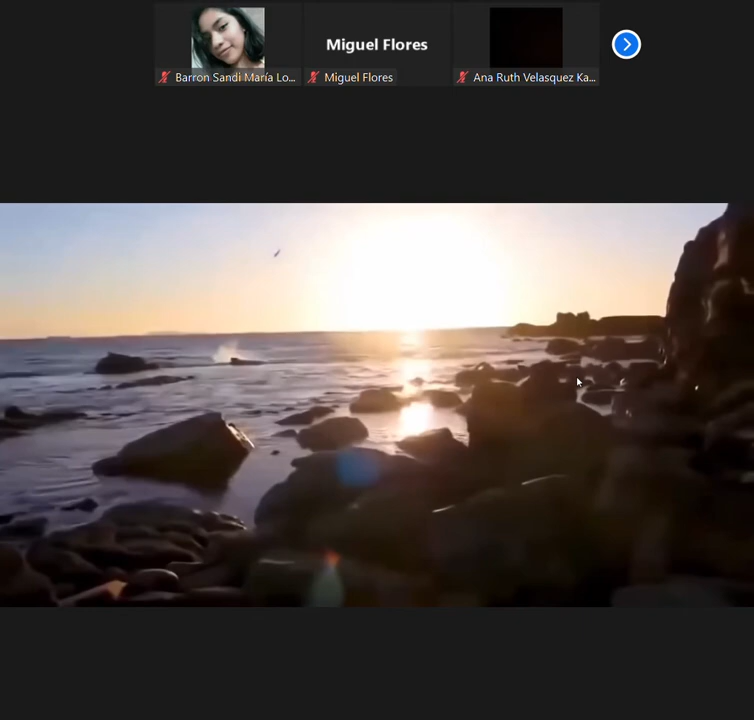 Miguel Flores
Barron Sandi María Lo...
Miguel Flores
Ana Ruth Velasquez Ka...